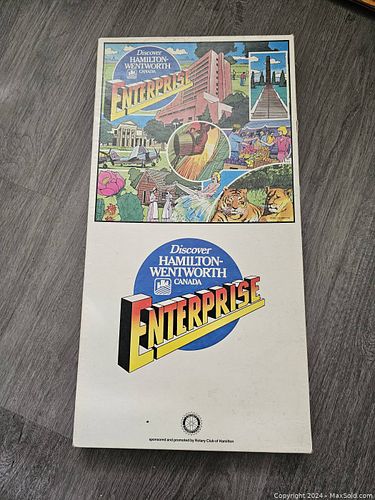 Discover
HAMILTON-
WENTWORTH
CANADA
ENTERPRISE
Discover
HAMILTON-
WENTWORTH
CANADA
ENTERPRISE
sponsored and promoted by Rotary Club of Hamilton
Copyright 2024 - MaxSold.com